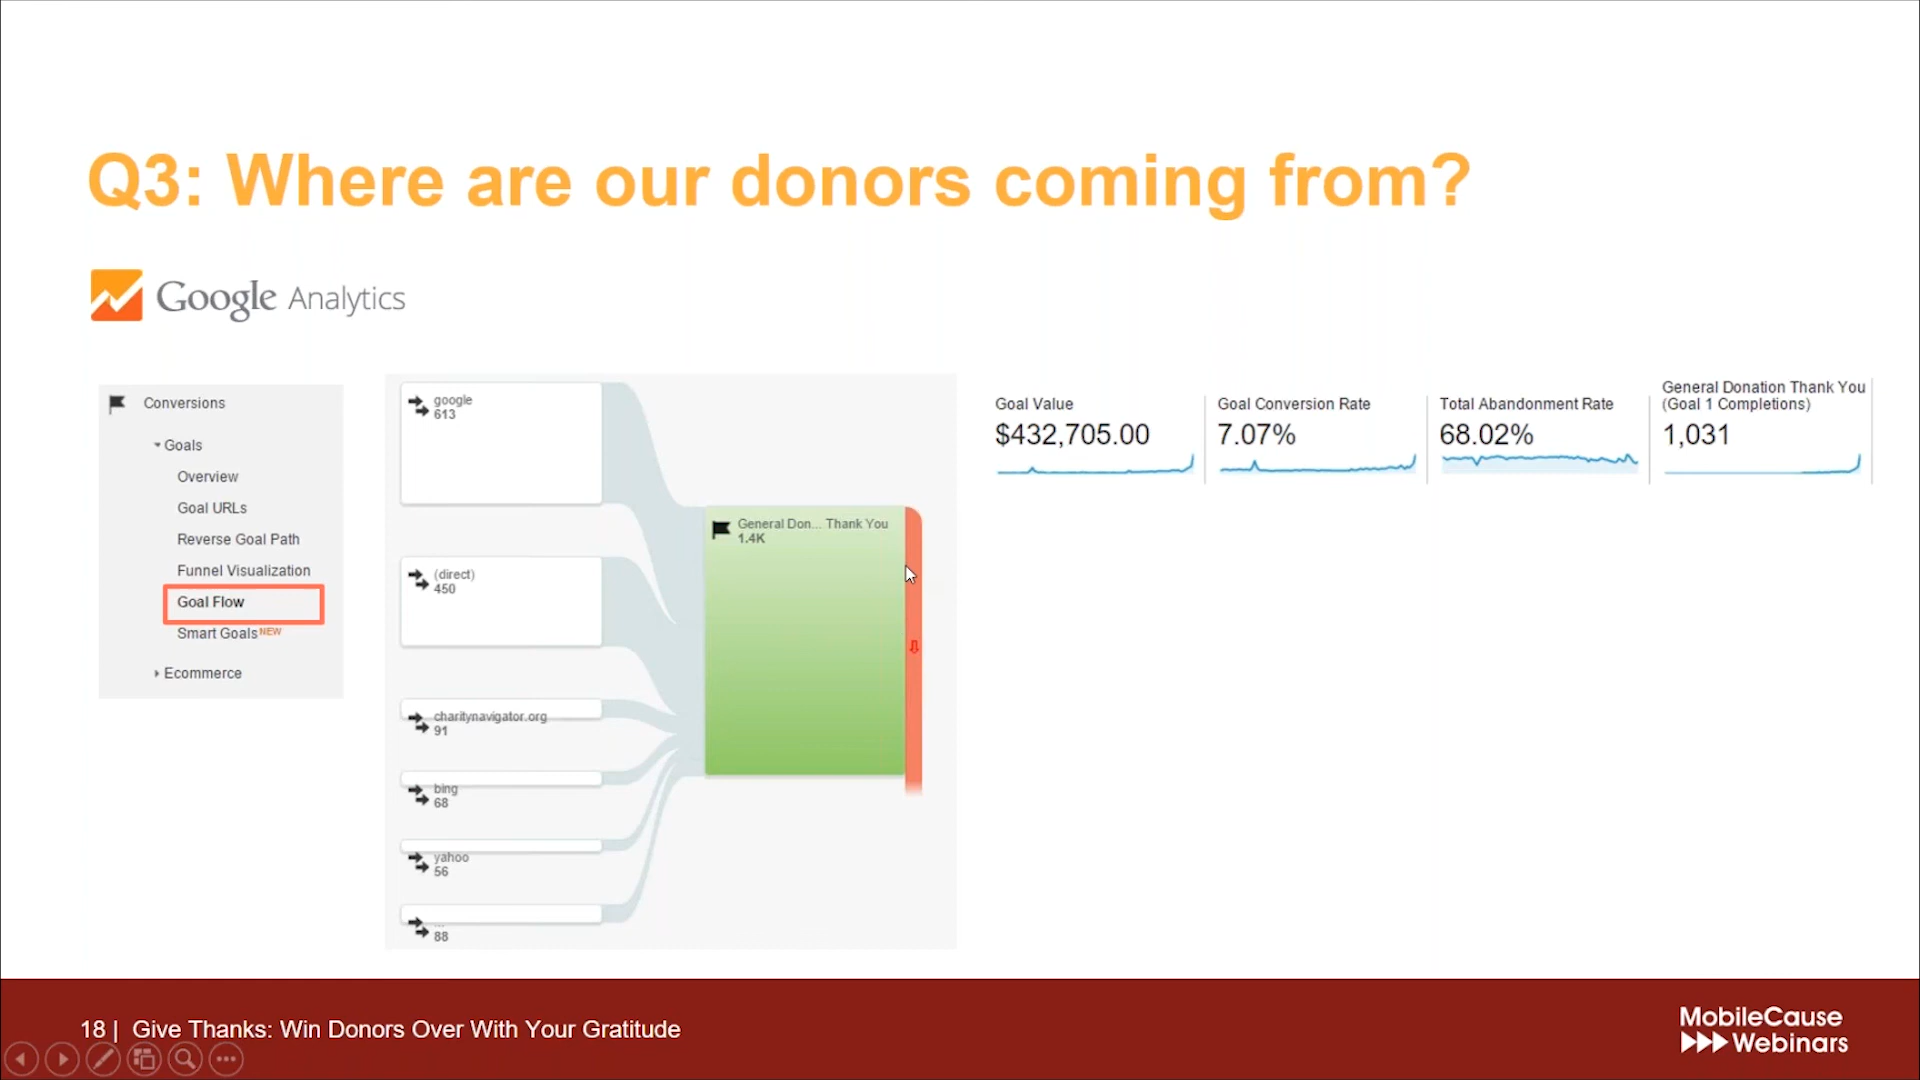 Q3: Where are our donors coming from?
Google Analytics
Conversions
Goals
Overview
Goal URLs
Reverse Goal Path
Funnel Visualization
Goal Flow
Smart Goals NEW
Ecommerce
google
613
(direct)
450
charitynavigator.org
91
bing
68
yahoo
56
...
88
General Don... Thank You
1.4K
Goal Value
$432,705.00
Goal Conversion Rate
7.07%
Total Abandonment Rate
68.02%
General Donation Thank You
(Goal 1 Completions)
1,031
18 | Give Thanks: Win Donors Over With Your Gratitude
MobileCause
Webinars